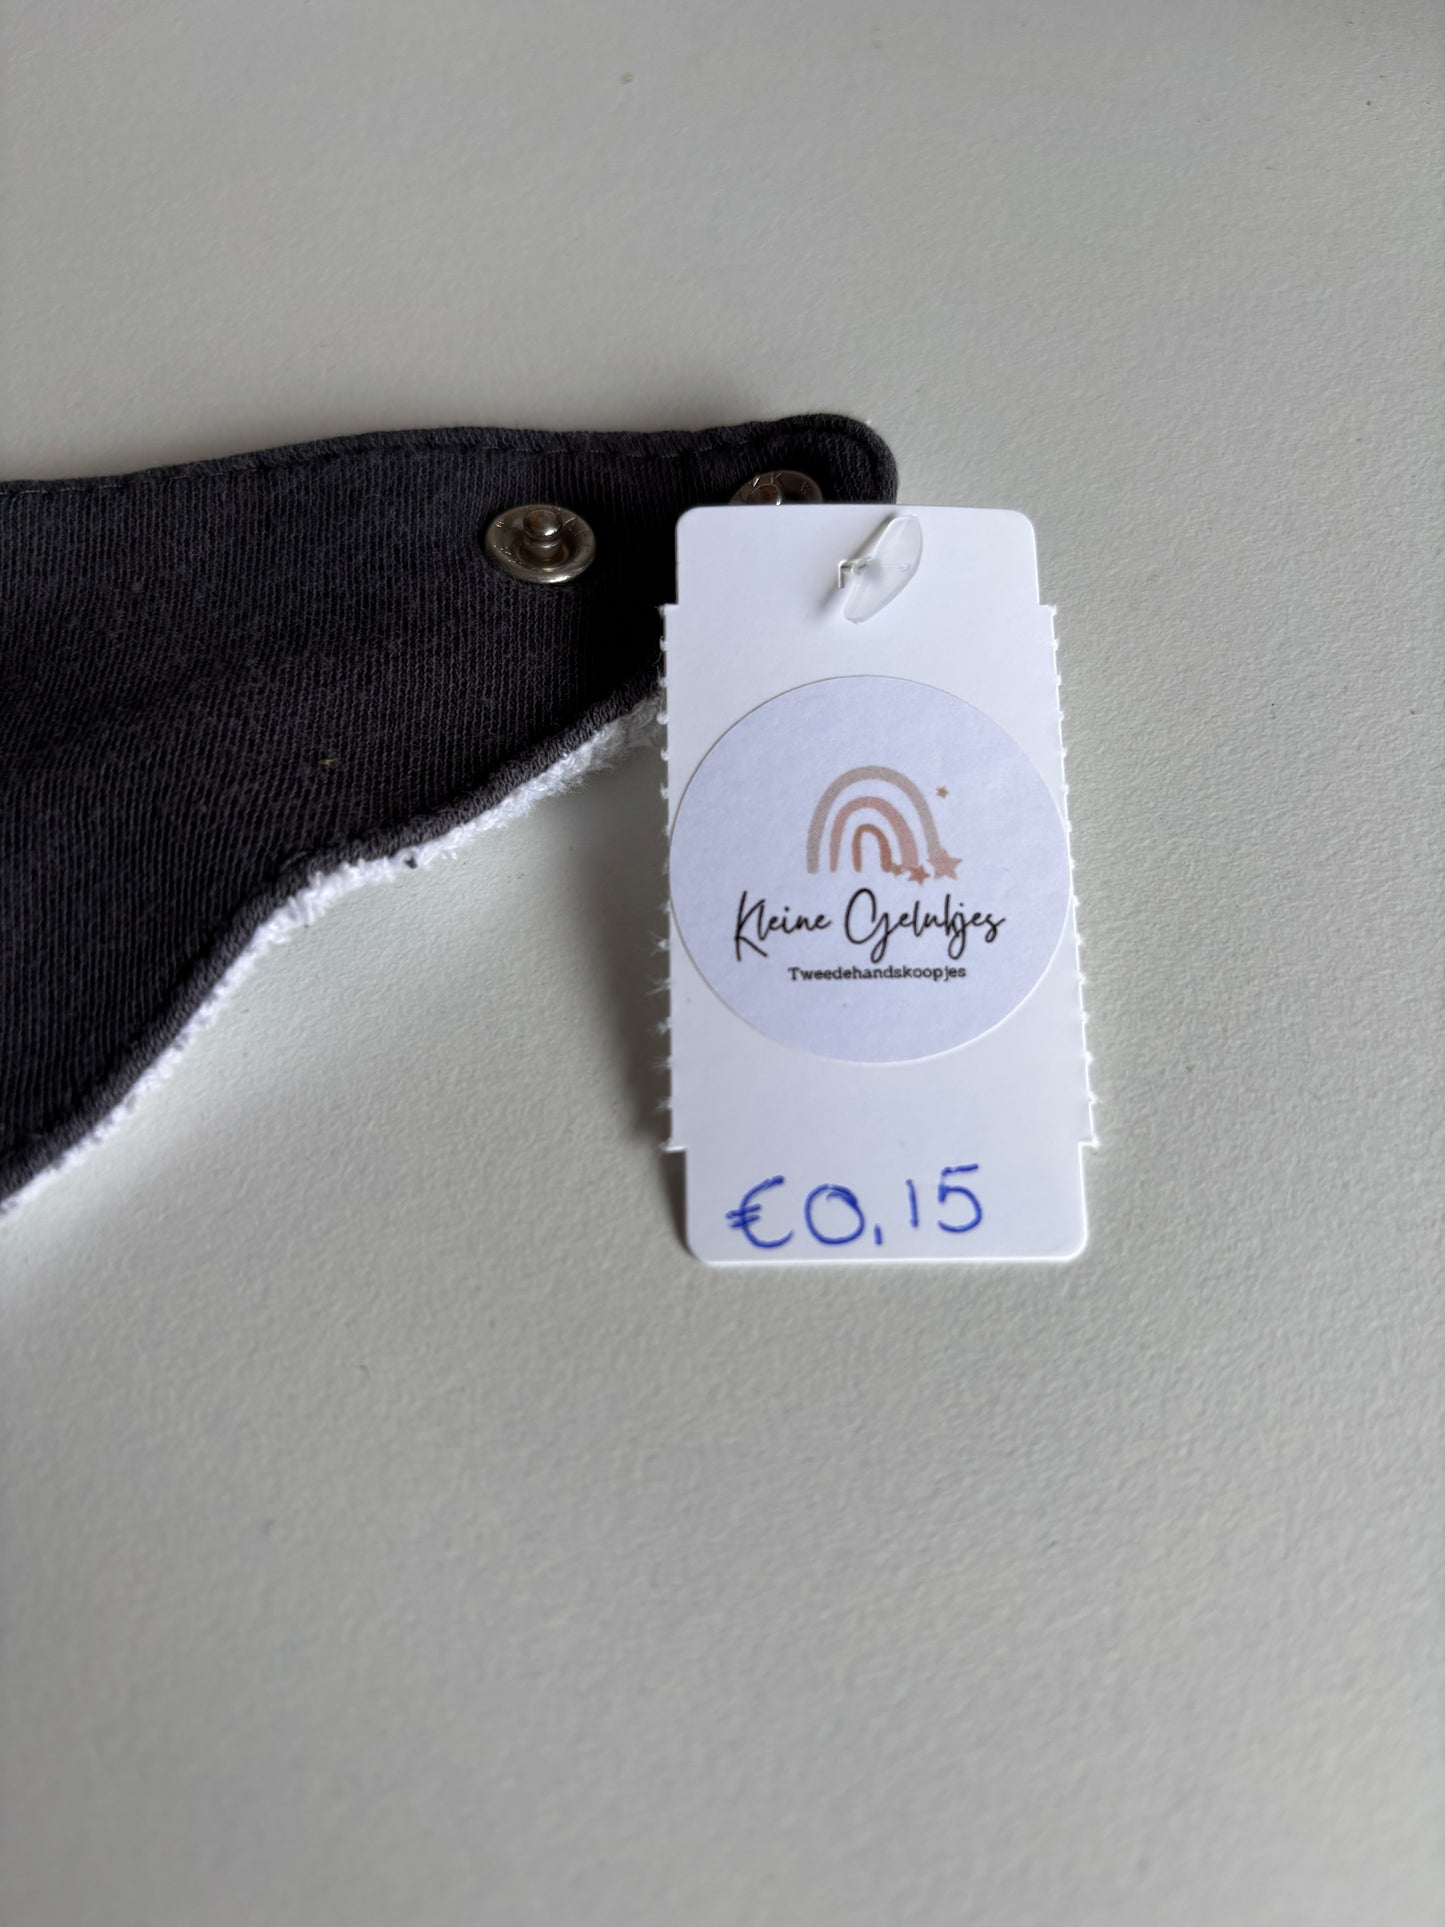 Kleine Gelukjes
Tweedehandskoopjes
€0,15